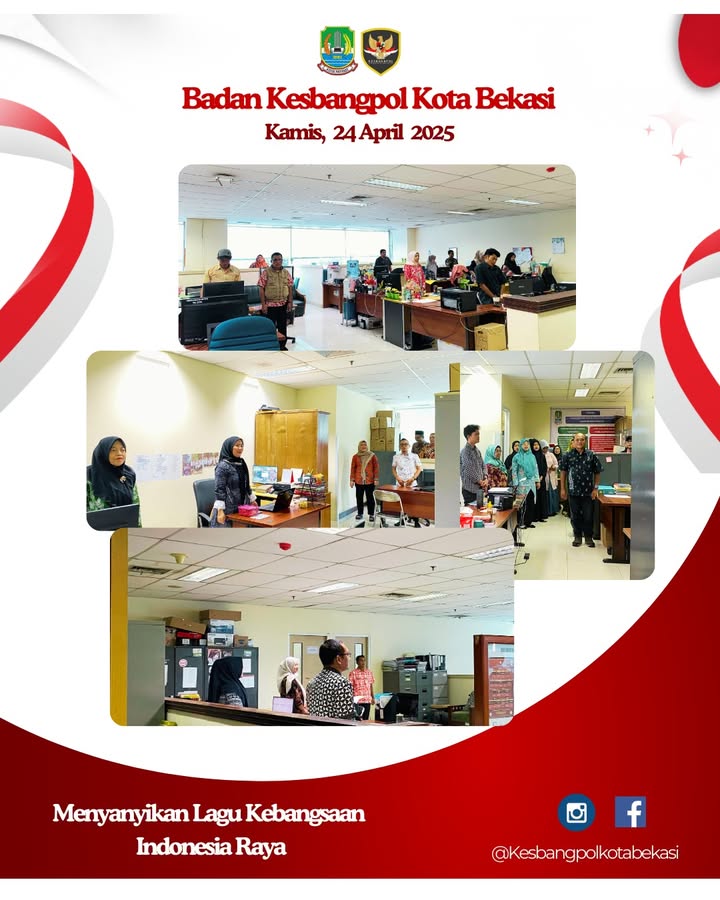 Badan Kesbangpol Kota Bekasi
Kamis, 24 April 2025
Menyanyikan Lagu Kebangsaan
Indonesia Raya
@Kesbangpolkotabekasi